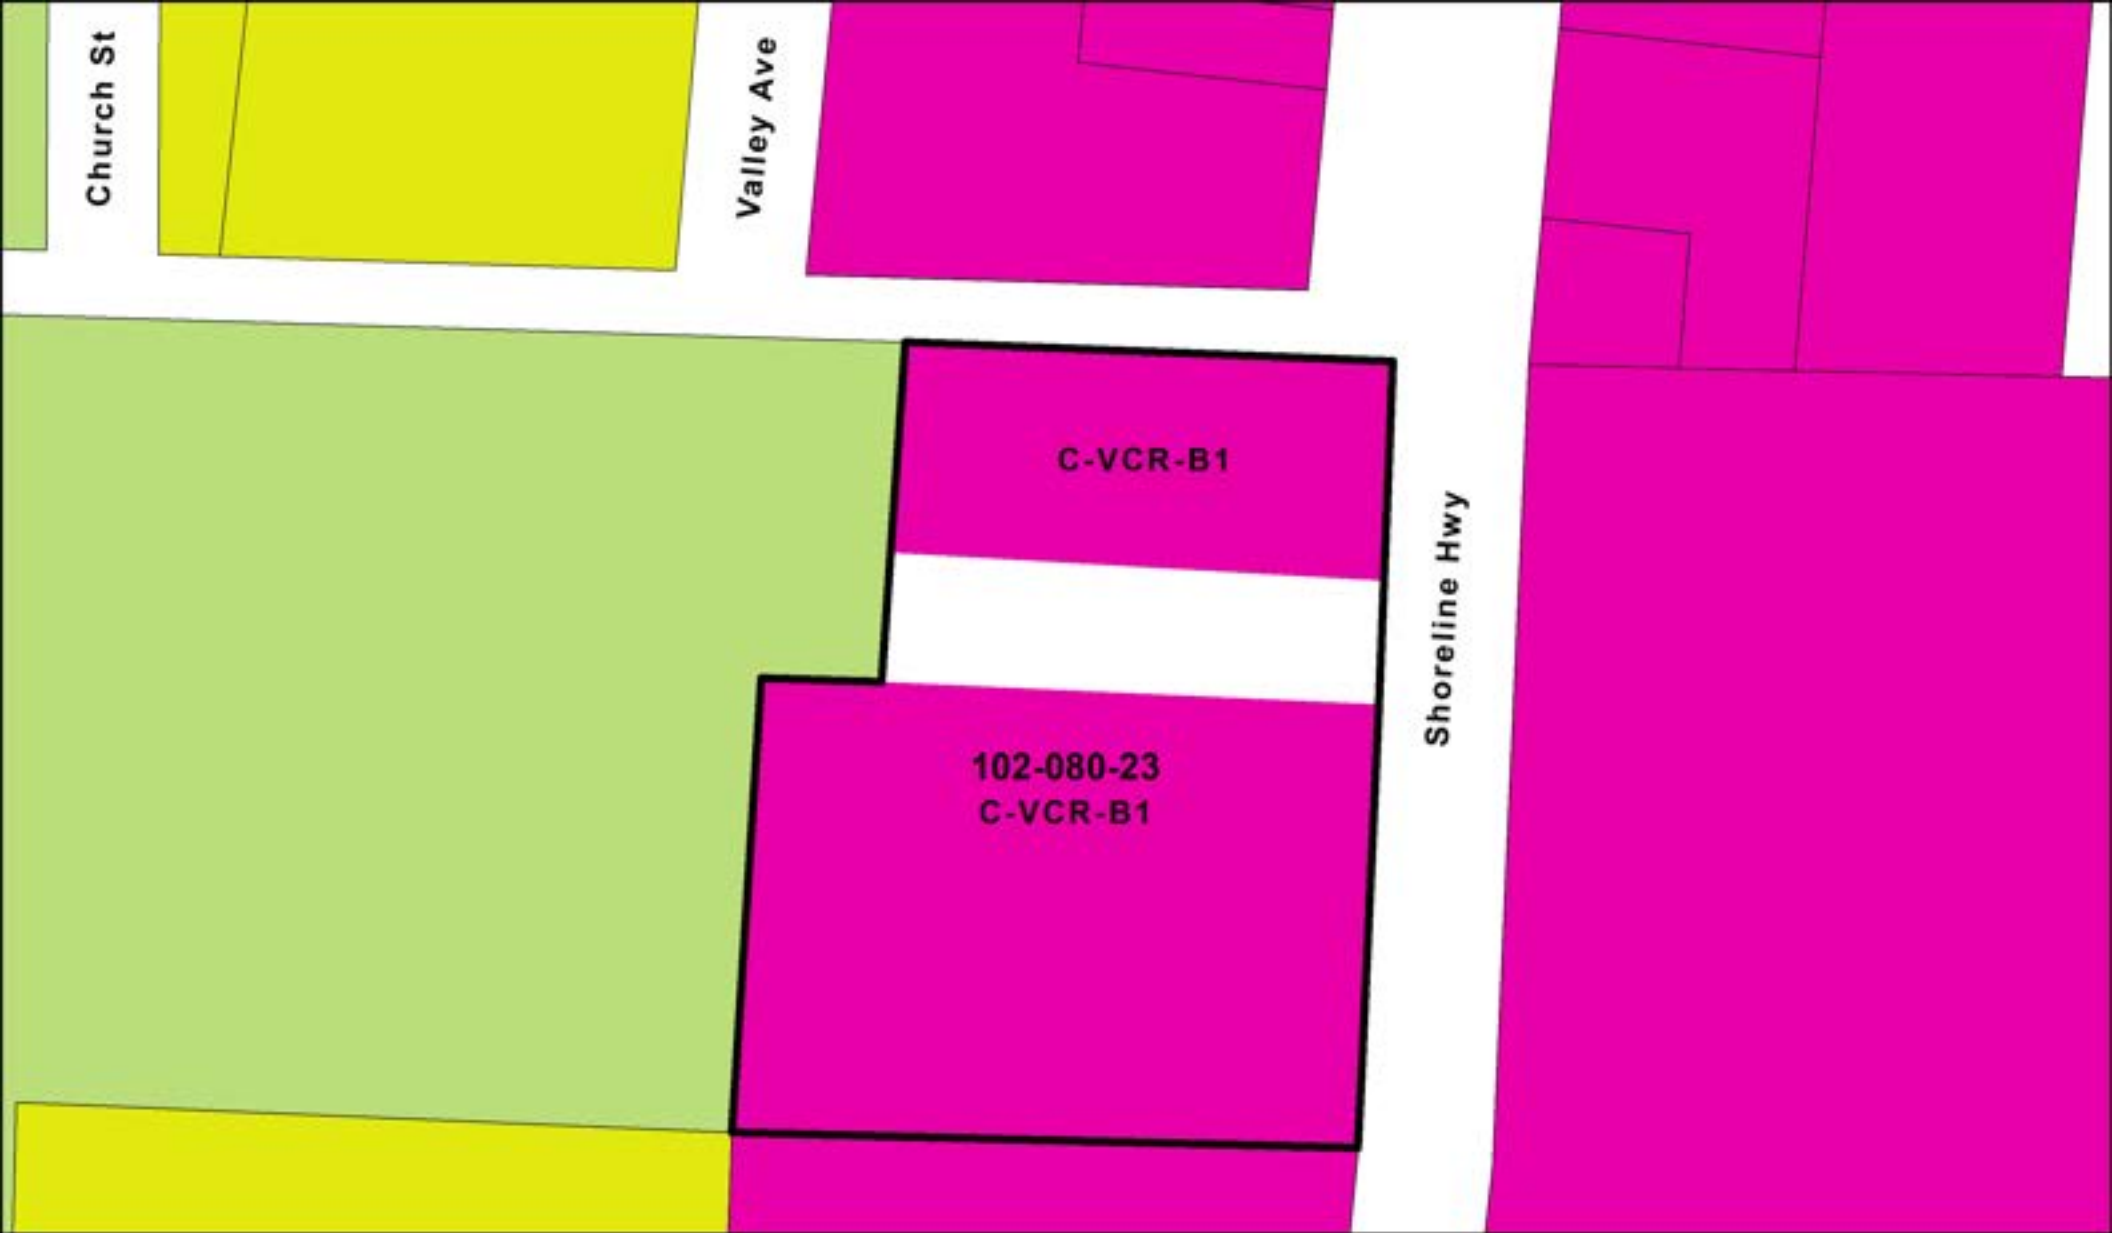 Church St
Valley Ave
C-VCR-B1
Shoreline Hwy
102-080-23
C-VCR-B1